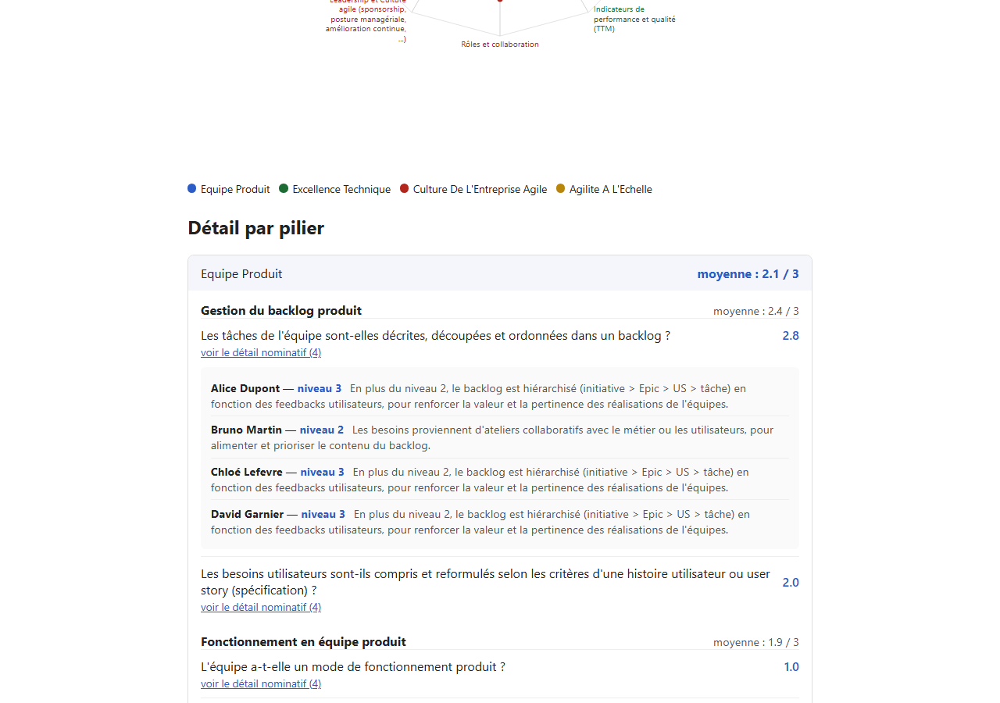 Leadership et Culture
agile (sponsorship,
posture managériale,
amélioration continue,
...)
Rôles et collaboration
Indicateurs de
performance et qualité
(TTM)
Equipe Produit
Excellence Technique
Culture De L'Entreprise Agile
Agilite A L'Echelle
Détail par pilier
Equipe Produit
moyenne : 2.1 / 3
Gestion du backlog produit
moyenne : 2.4 / 3
Les tâches de l'équipe sont-elles décrites, découpées et ordonnées dans un backlog ?
2.8
voir le détail nominatif (4)
Alice Dupont — niveau 3 En plus du niveau 2, le backlog est hiérarchisé (initiative > Epic > US > tâche) en
fonction des feedbacks utilisateurs, pour renforcer la valeur et la pertinence des réalisations de l'équipes.
Bruno Martin — niveau 2 Les besoins proviennent d'ateliers collaboratifs avec le métier ou les utilisateurs, pour
alimenter et prioriser le contenu du backlog.
Chloé Lefevre — niveau 3 En plus du niveau 2, le backlog est hiérarchisé (initiative > Epic > US > tâche) en
fonction des feedbacks utilisateurs, pour renforcer la valeur et la pertinence des réalisations de l'équipes.
David Garnier — niveau 3 En plus du niveau 2, le backlog est hiérarchisé (initiative > Epic > US > tâche) en
fonction des feedbacks utilisateurs, pour renforcer la valeur et la pertinence des réalisations de l'équipes.
Les besoins utilisateurs sont-ils compris et reformulés selon les critères d'une histoire utilisateur ou user
story (spécification) ?
2.0
voir le détail nominatif (4)
Fonctionnement en équipe produit
moyenne : 1.9 / 3
L'équipe a-t-elle un mode de fonctionnement produit ?
1.0
voir le détail nominatif (4)